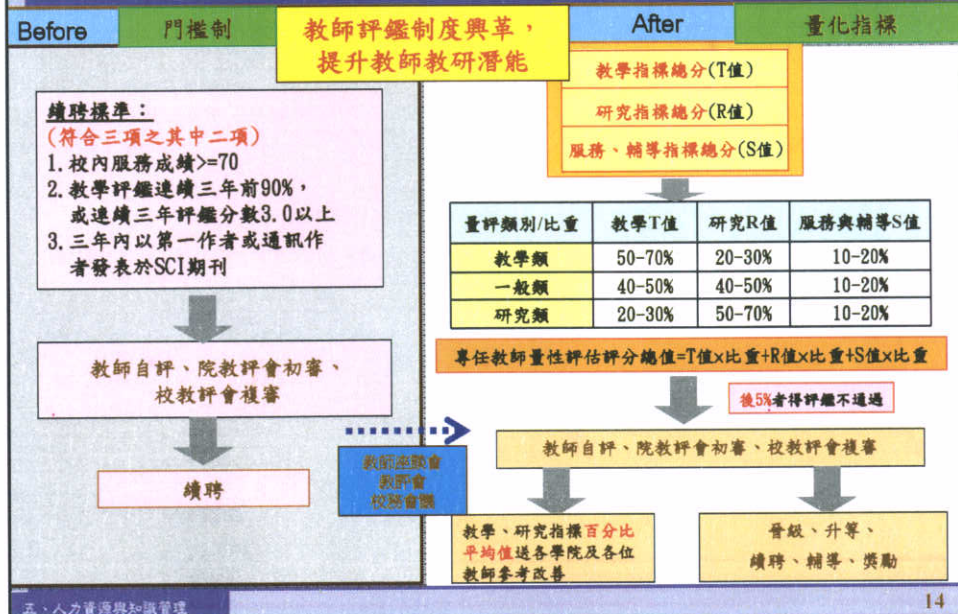 Before
門檻制
教師評鑑制度興革，
提升教師教研潛能
After
量化指標
續聘標準：
(符合三項之其中二項)
1.校內服務成績>=70
2.教學評鑑連續三年前90%，
或連續三年評鑑分數3.0以上
3.三年內以第一作者或通訊作
者發表於SCI期刊
教師自評、院教評會初審、
校教評會複審
續聘
教師座談會
教評會
校務會議
教學指標總分(T值)
研究指標總分(R值)
服務、輔導指標總分(S值)
量評類別/比重 教學T值 研究R值 服務與輔導S值
教學類 50-70% 20-30% 10-20%
一般類 40-50% 40-50% 10-20%
研究類 20-30% 50-70% 10-20%
專任教師量性評估評分總值=T值×比重+R值×比重+S值×比重
後5%者得評鑑不通過
教師自評、院教評會初審、校教評會複審
教學、研究指標百分比
平均值送各學院及各位
教師參考改善
晉級、升等、
續聘、輔導、獎勵
五、人力資源與知識管理
14